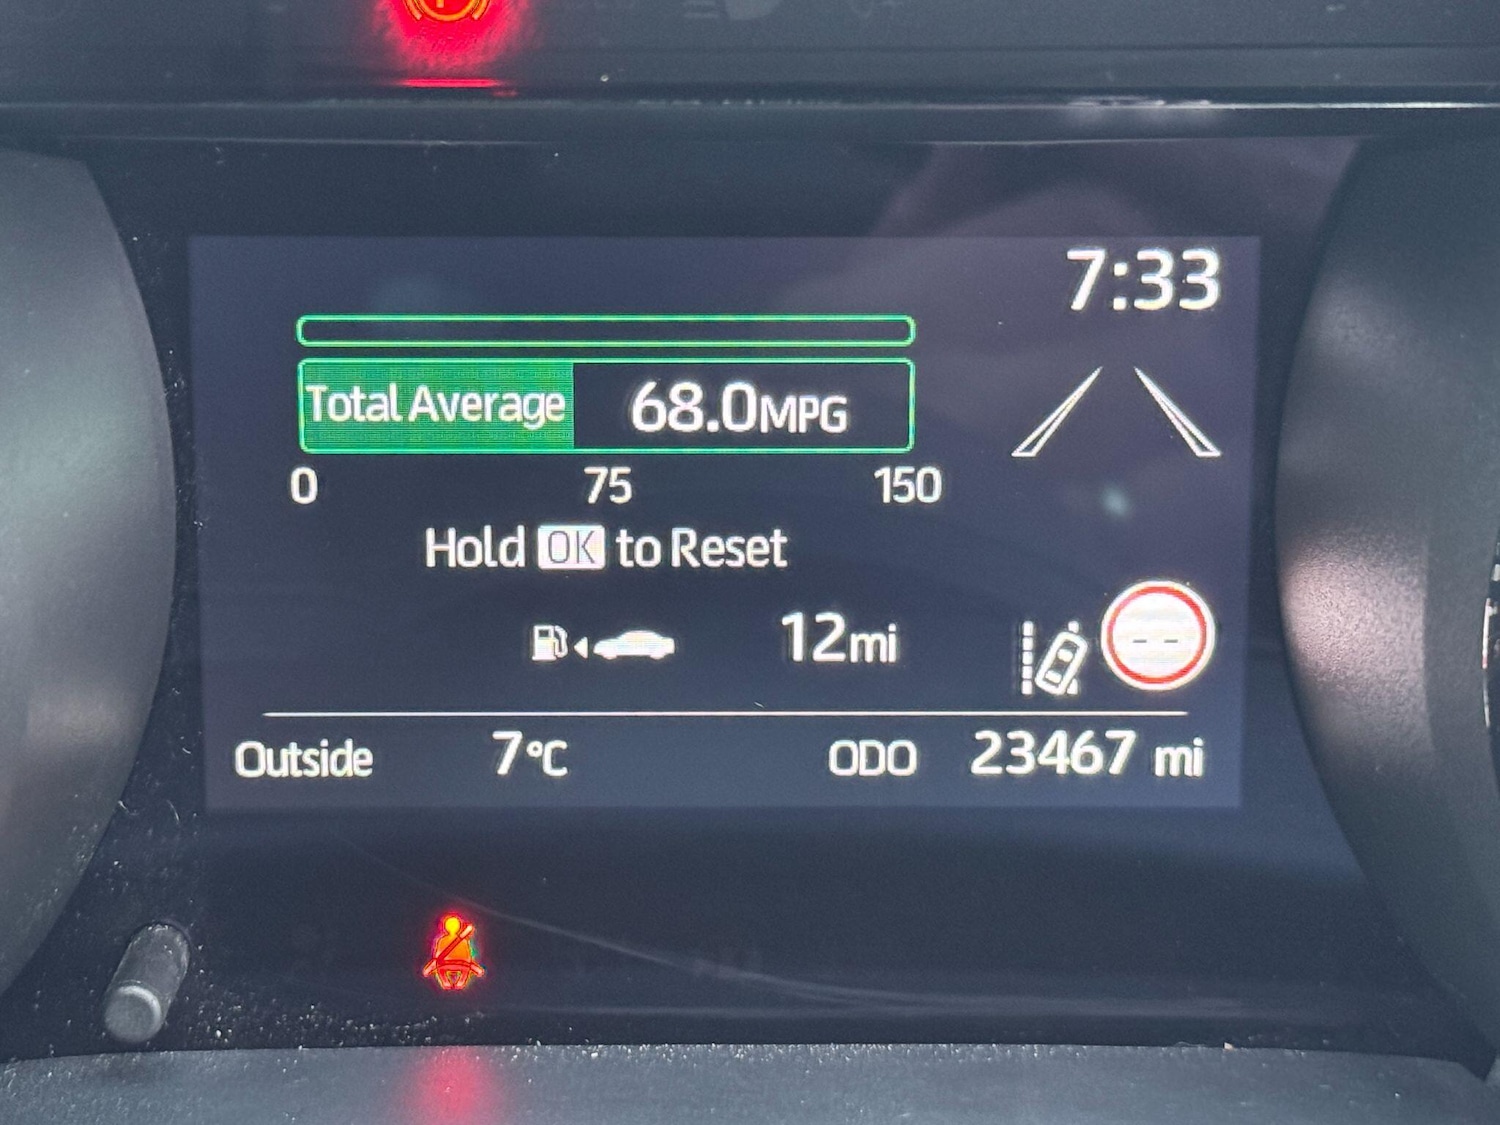 7:33
Total Average 68.0MPG
0 75 150
Hold OK to Reset
12mi
Outside 7°C ODO 23467 mi